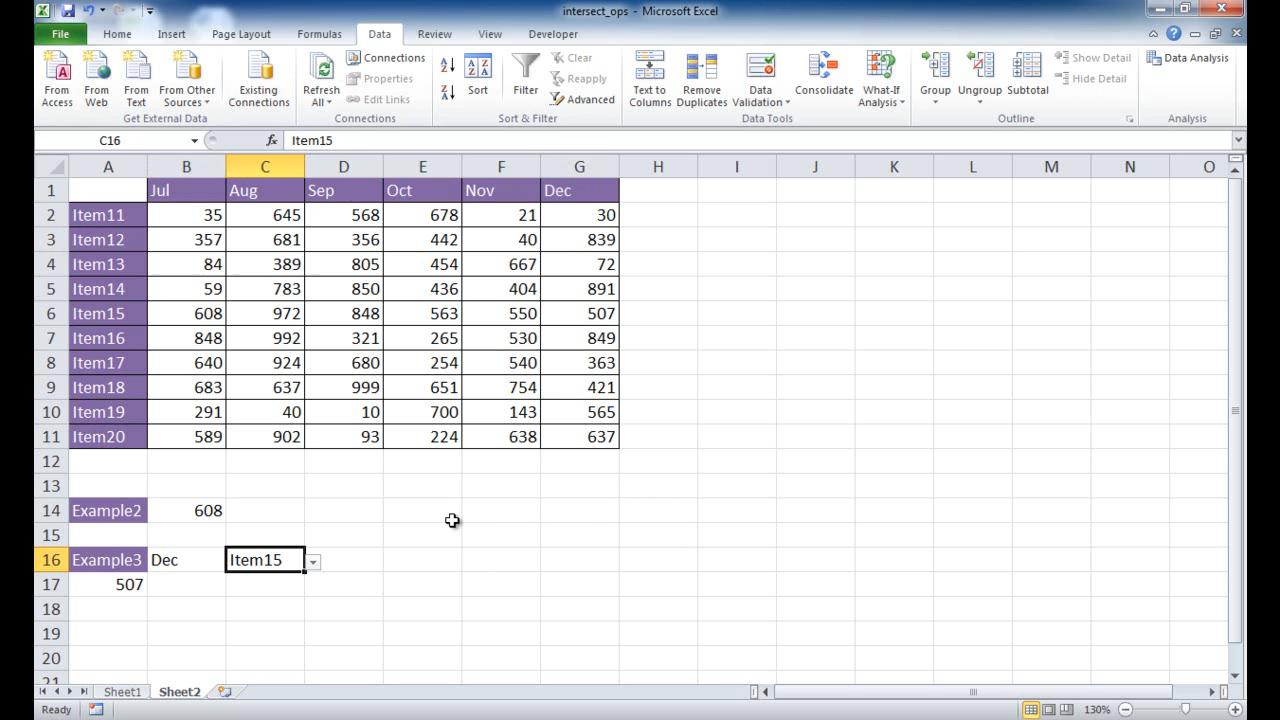 intersect_ops - Microsoft Excel
File Home Insert Page Layout Formulas Data Review View Developer
From Access
From Web
From Text
From Other Sources
Existing Connections
Refresh All
Connections
Properties
Edit Links
Sort
Filter
Clear
Reapply
Advanced
Text to Columns
Remove Duplicates
Data Validation
Consolidate
What-If Analysis
Group
Ungroup
Subtotal
Show Detail
Hide Detail
Data Analysis
Get External Data Connections Sort & Filter Data Tools Outline Analysis
C16 fx Item15
A B C D E F G H I J K L M N O
1 Jul Aug Sep Oct Nov Dec
2 Item11 35 645 568 678 21 30
3 Item12 357 681 356 442 40 839
4 Item13 84 389 805 454 667 72
5 Item14 59 783 850 436 404 891
6 Item15 608 972 848 563 550 507
7 Item16 848 992 321 265 530 849
8 Item17 640 924 680 254 540 363
9 Item18 683 637 999 651 754 421
10 Item19 291 40 10 700 143 565
11 Item20 589 902 93 224 638 637
12
13
14 Example2 608
15
16 Example3 Dec Item15
17 507
18
19
20
21
Sheet1 Sheet2
Ready 130%